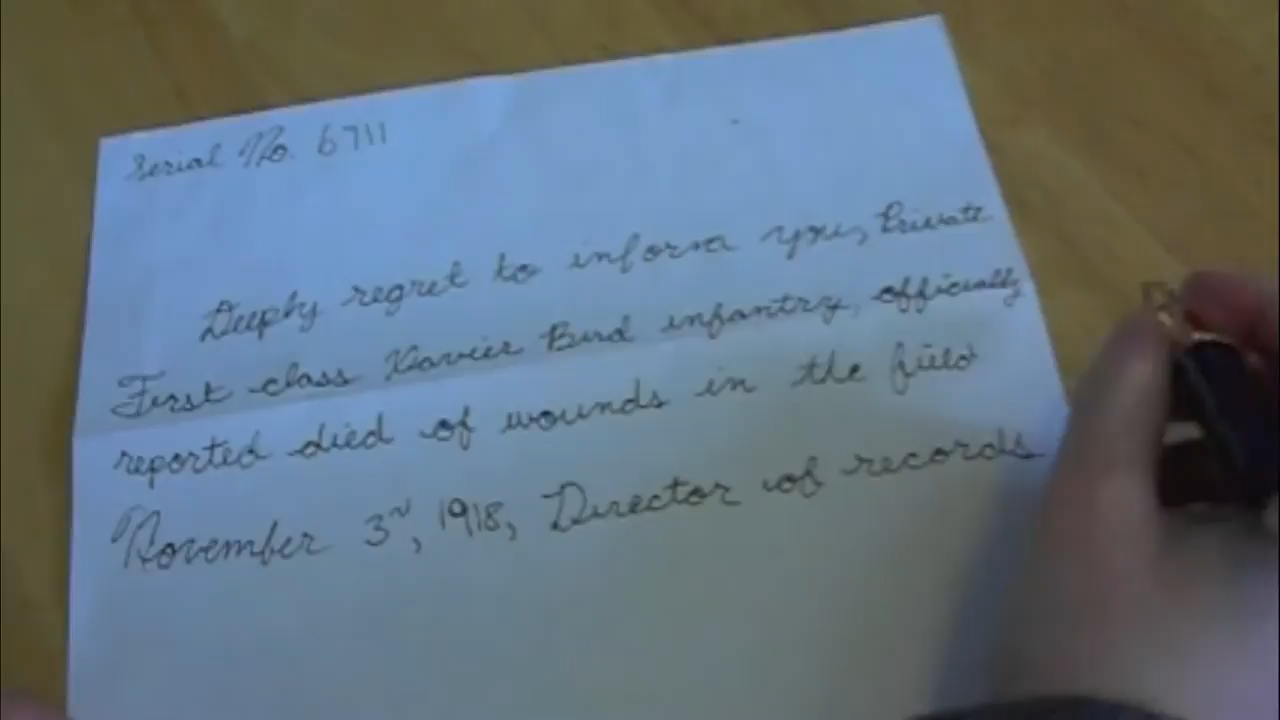 Serial No. 6711
Deeply regret to inform you, Private
First class Xavier Bird infantry, officially
reported died of wounds in the field
November 3rd, 1918, Director of records